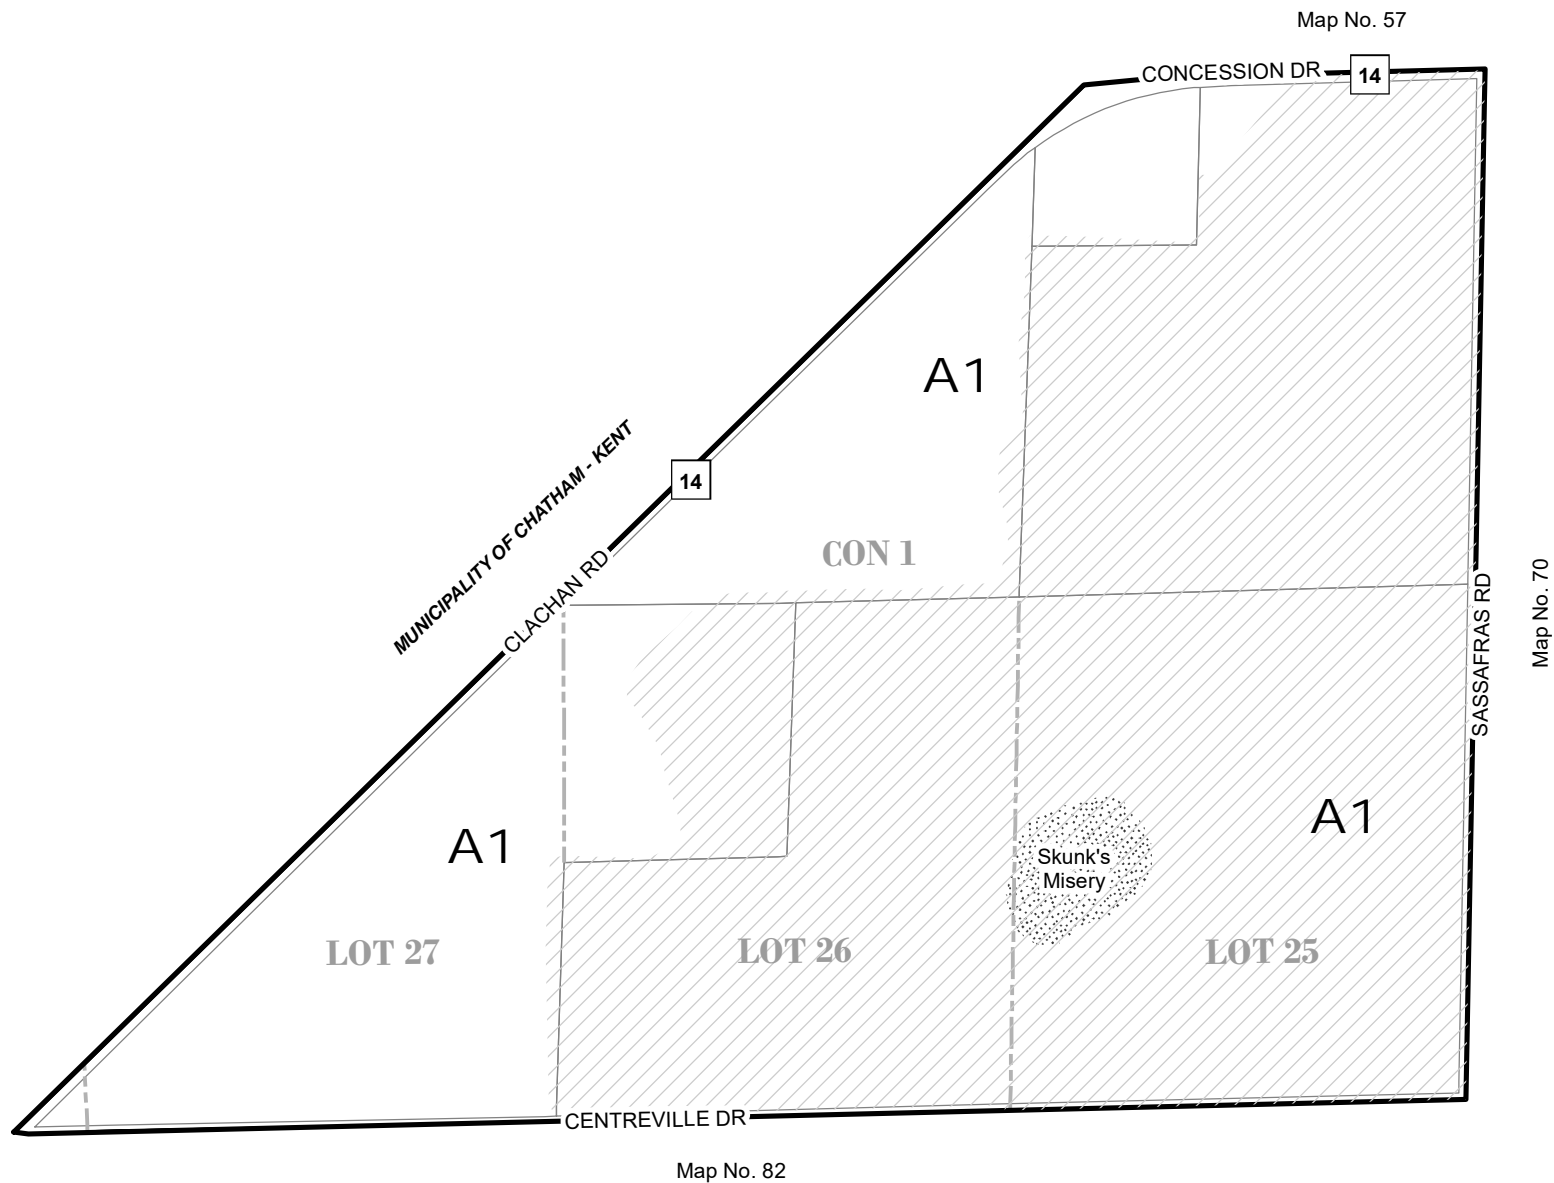 Map No. 57
CONCESSION DR
14
A1
MUNICIPALITY OF CHATHAM - KENT
14
CON 1
CLACHAN RD
SASSAFRAS RD
Map No. 70
A1
A1
Skunk's
Misery
LOT 27
LOT 26
LOT 25
CENTREVILLE DR
Map No. 82